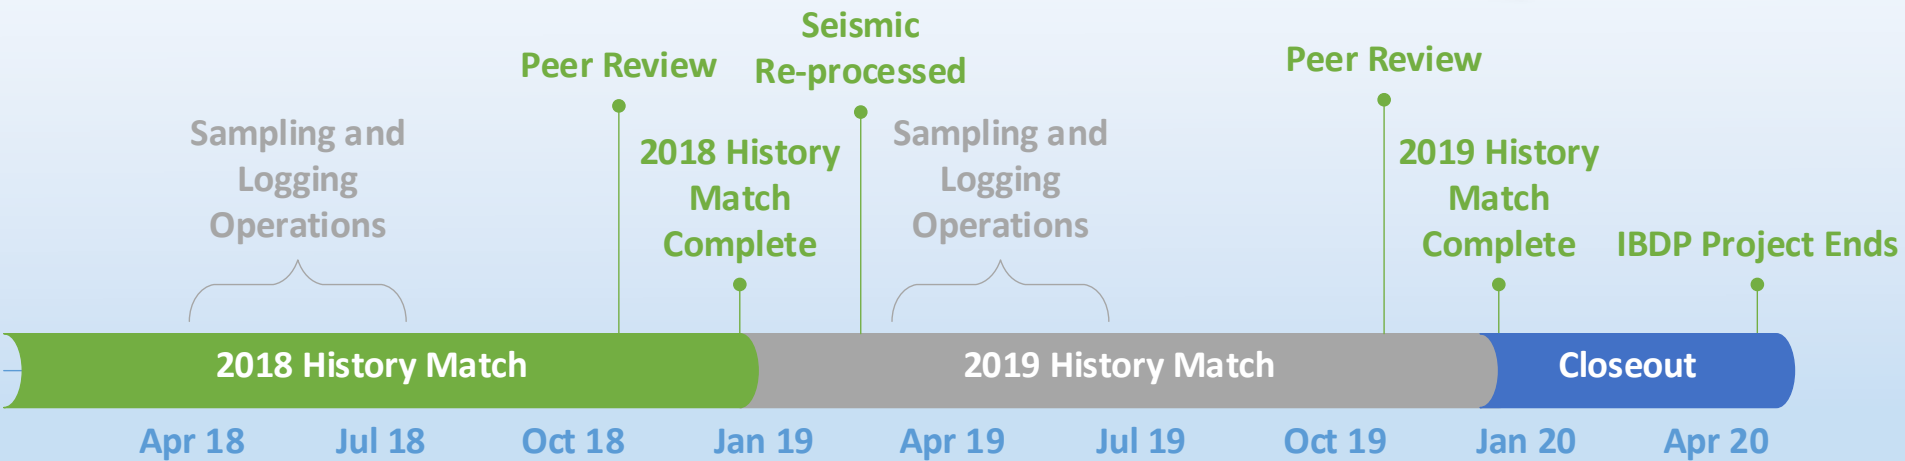 Seismic
Re-processed
Peer Review
Peer Review
Sampling and
Logging
Operations
2018 History
Match
Complete
Sampling and
Logging
Operations
2019 History
Match
Complete
IBDP Project Ends
2018 History Match
2019 History Match
Closeout
Apr 18
Jul 18
Oct 18
Jan 19
Apr 19
Jul 19
Oct 19
Jan 20
Apr 20